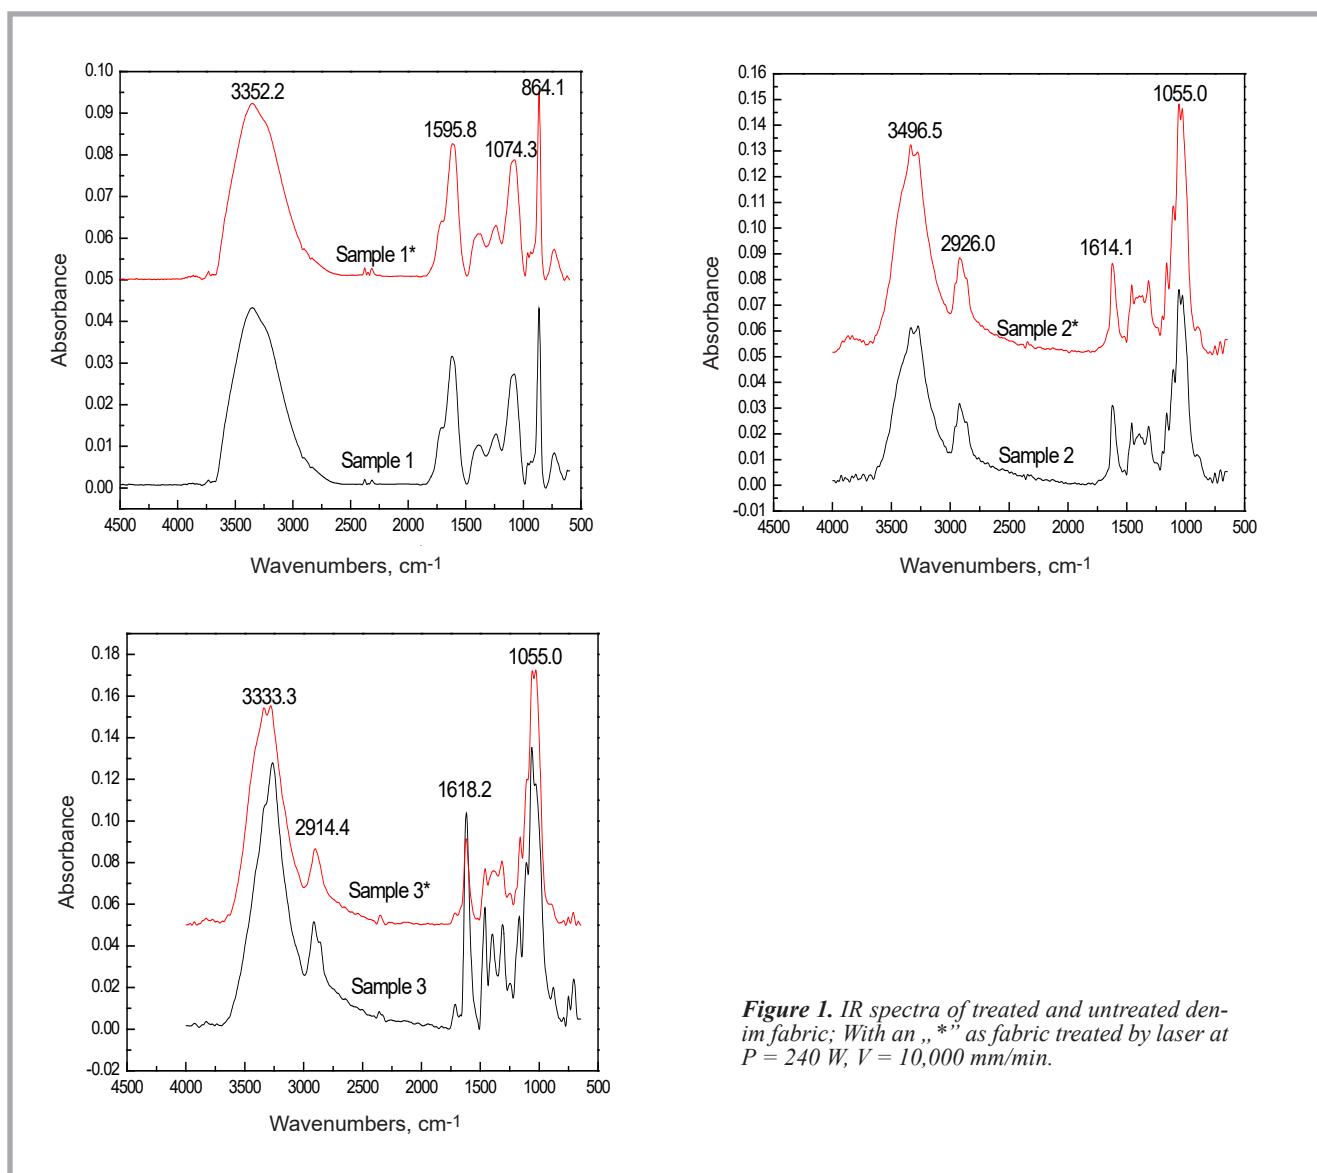 0.10
0.09
0.08
0.07
0.06
0.05
0.04
0.03
0.02
0.01
0.00
Absorbance
3352.2
1595.8
1074.3
864.1
Sample 1*
Sample 1
4500 4000 3500 3000 2500 2000 1500 1000 500
Wavenumbers, cm-1
0.16
0.15
0.14
0.13
0.12
0.11
0.10
0.09
0.08
0.07
0.06
0.05
0.04
0.03
0.02
0.01
0.00
-0.01
Absorbance
3496.5
2926.0
1614.1
1055.0
Sample 2*
Sample 2
4500 4000 3500 3000 2500 2000 1500 1000 500
Wavenumbers, cm-1
0.18
0.16
0.14
0.12
0.10
0.08
0.06
0.04
0.02
0.00
-0.02
Absorbance
3333.3
2914.4
1618.2
1055.0
Sample 3*
Sample 3
4500 4000 3500 3000 2500 2000 1500 1000 500
Wavenumbers, cm-1
Figure 1. IR spectra of treated and untreated den-
im fabric; With an „*” as fabric treated by laser at
P = 240 W, V = 10,000 mm/min.